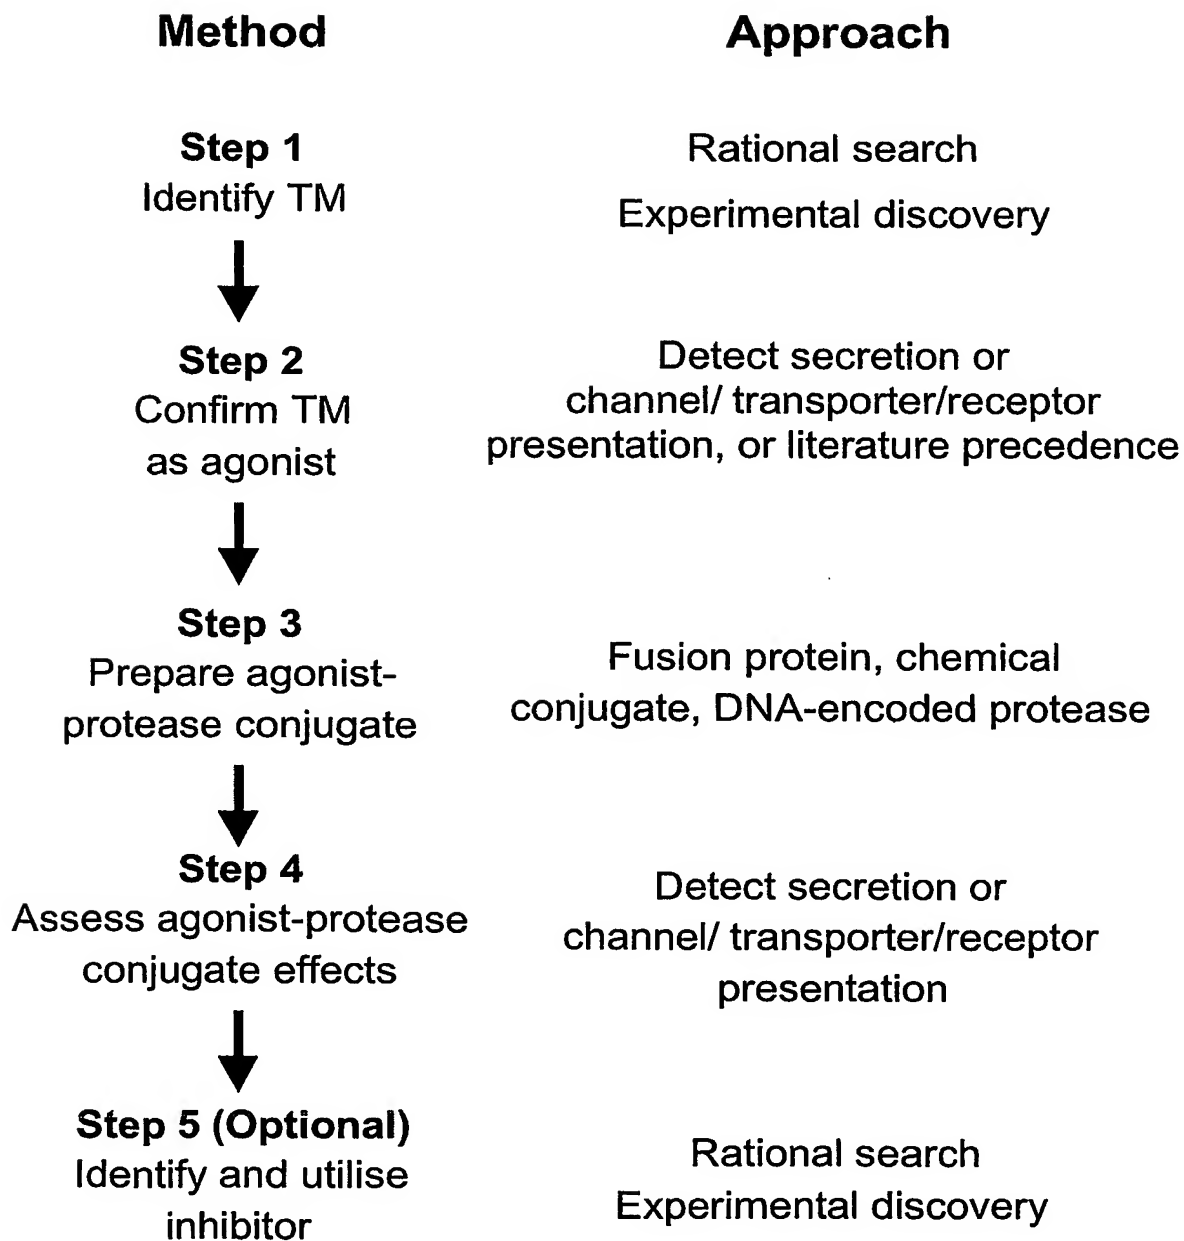 Method
Approach
Step 1
Identify TM
Rational search
Experimental discovery
Step 2
Confirm TM
as agonist
Detect secretion or
channel/ transporter/receptor
presentation, or literature precedence
Step 3
Prepare agonist-
protease conjugate
Fusion protein, chemical
conjugate, DNA-encoded protease
Step 4
Assess agonist-protease
conjugate effects
Detect secretion or
channel/ transporter/receptor
presentation
Step 5 (Optional)
Identify and utilise
inhibitor
Rational search
Experimental discovery